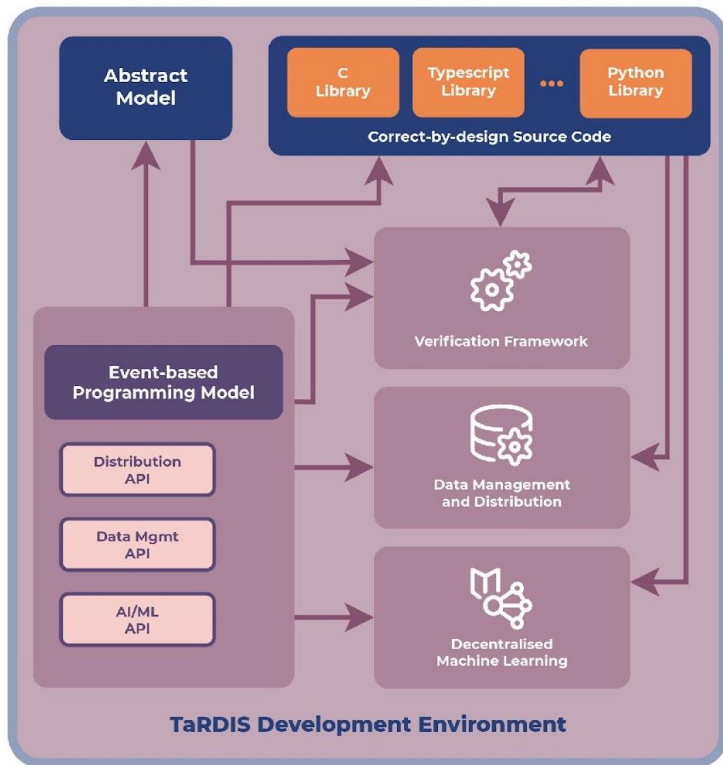 Abstract
Model
C
Library
Typescript
Library
•••
Python
Library
Correct-by-design Source Code
Verification Framework
Event-based
Programming Model
Distribution
API
Data Mgmt
API
AI/ML
API
Data Management
and Distribution
Decentralised
Machine Learning
TaRDIS Development Environment